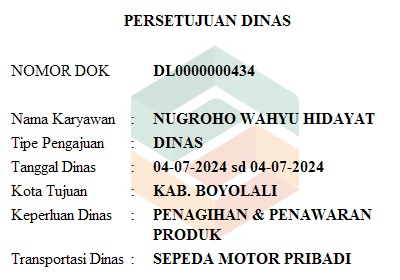 PERSETUJUAN DINAS
NOMOR DOK DL0000000434
Nama Karyawan : NUGROHO WAHYU HIDAYAT
Tipe Pengajuan : DINAS
Tanggal Dinas : 04-07-2024 sd 04-07-2024
Kota Tujuan : KAB. BOYOLALI
Keperluan Dinas : PENAGIHAN & PENAWARAN
PRODUK
Transportasi Dinas : SEPEDA MOTOR PRIBADI